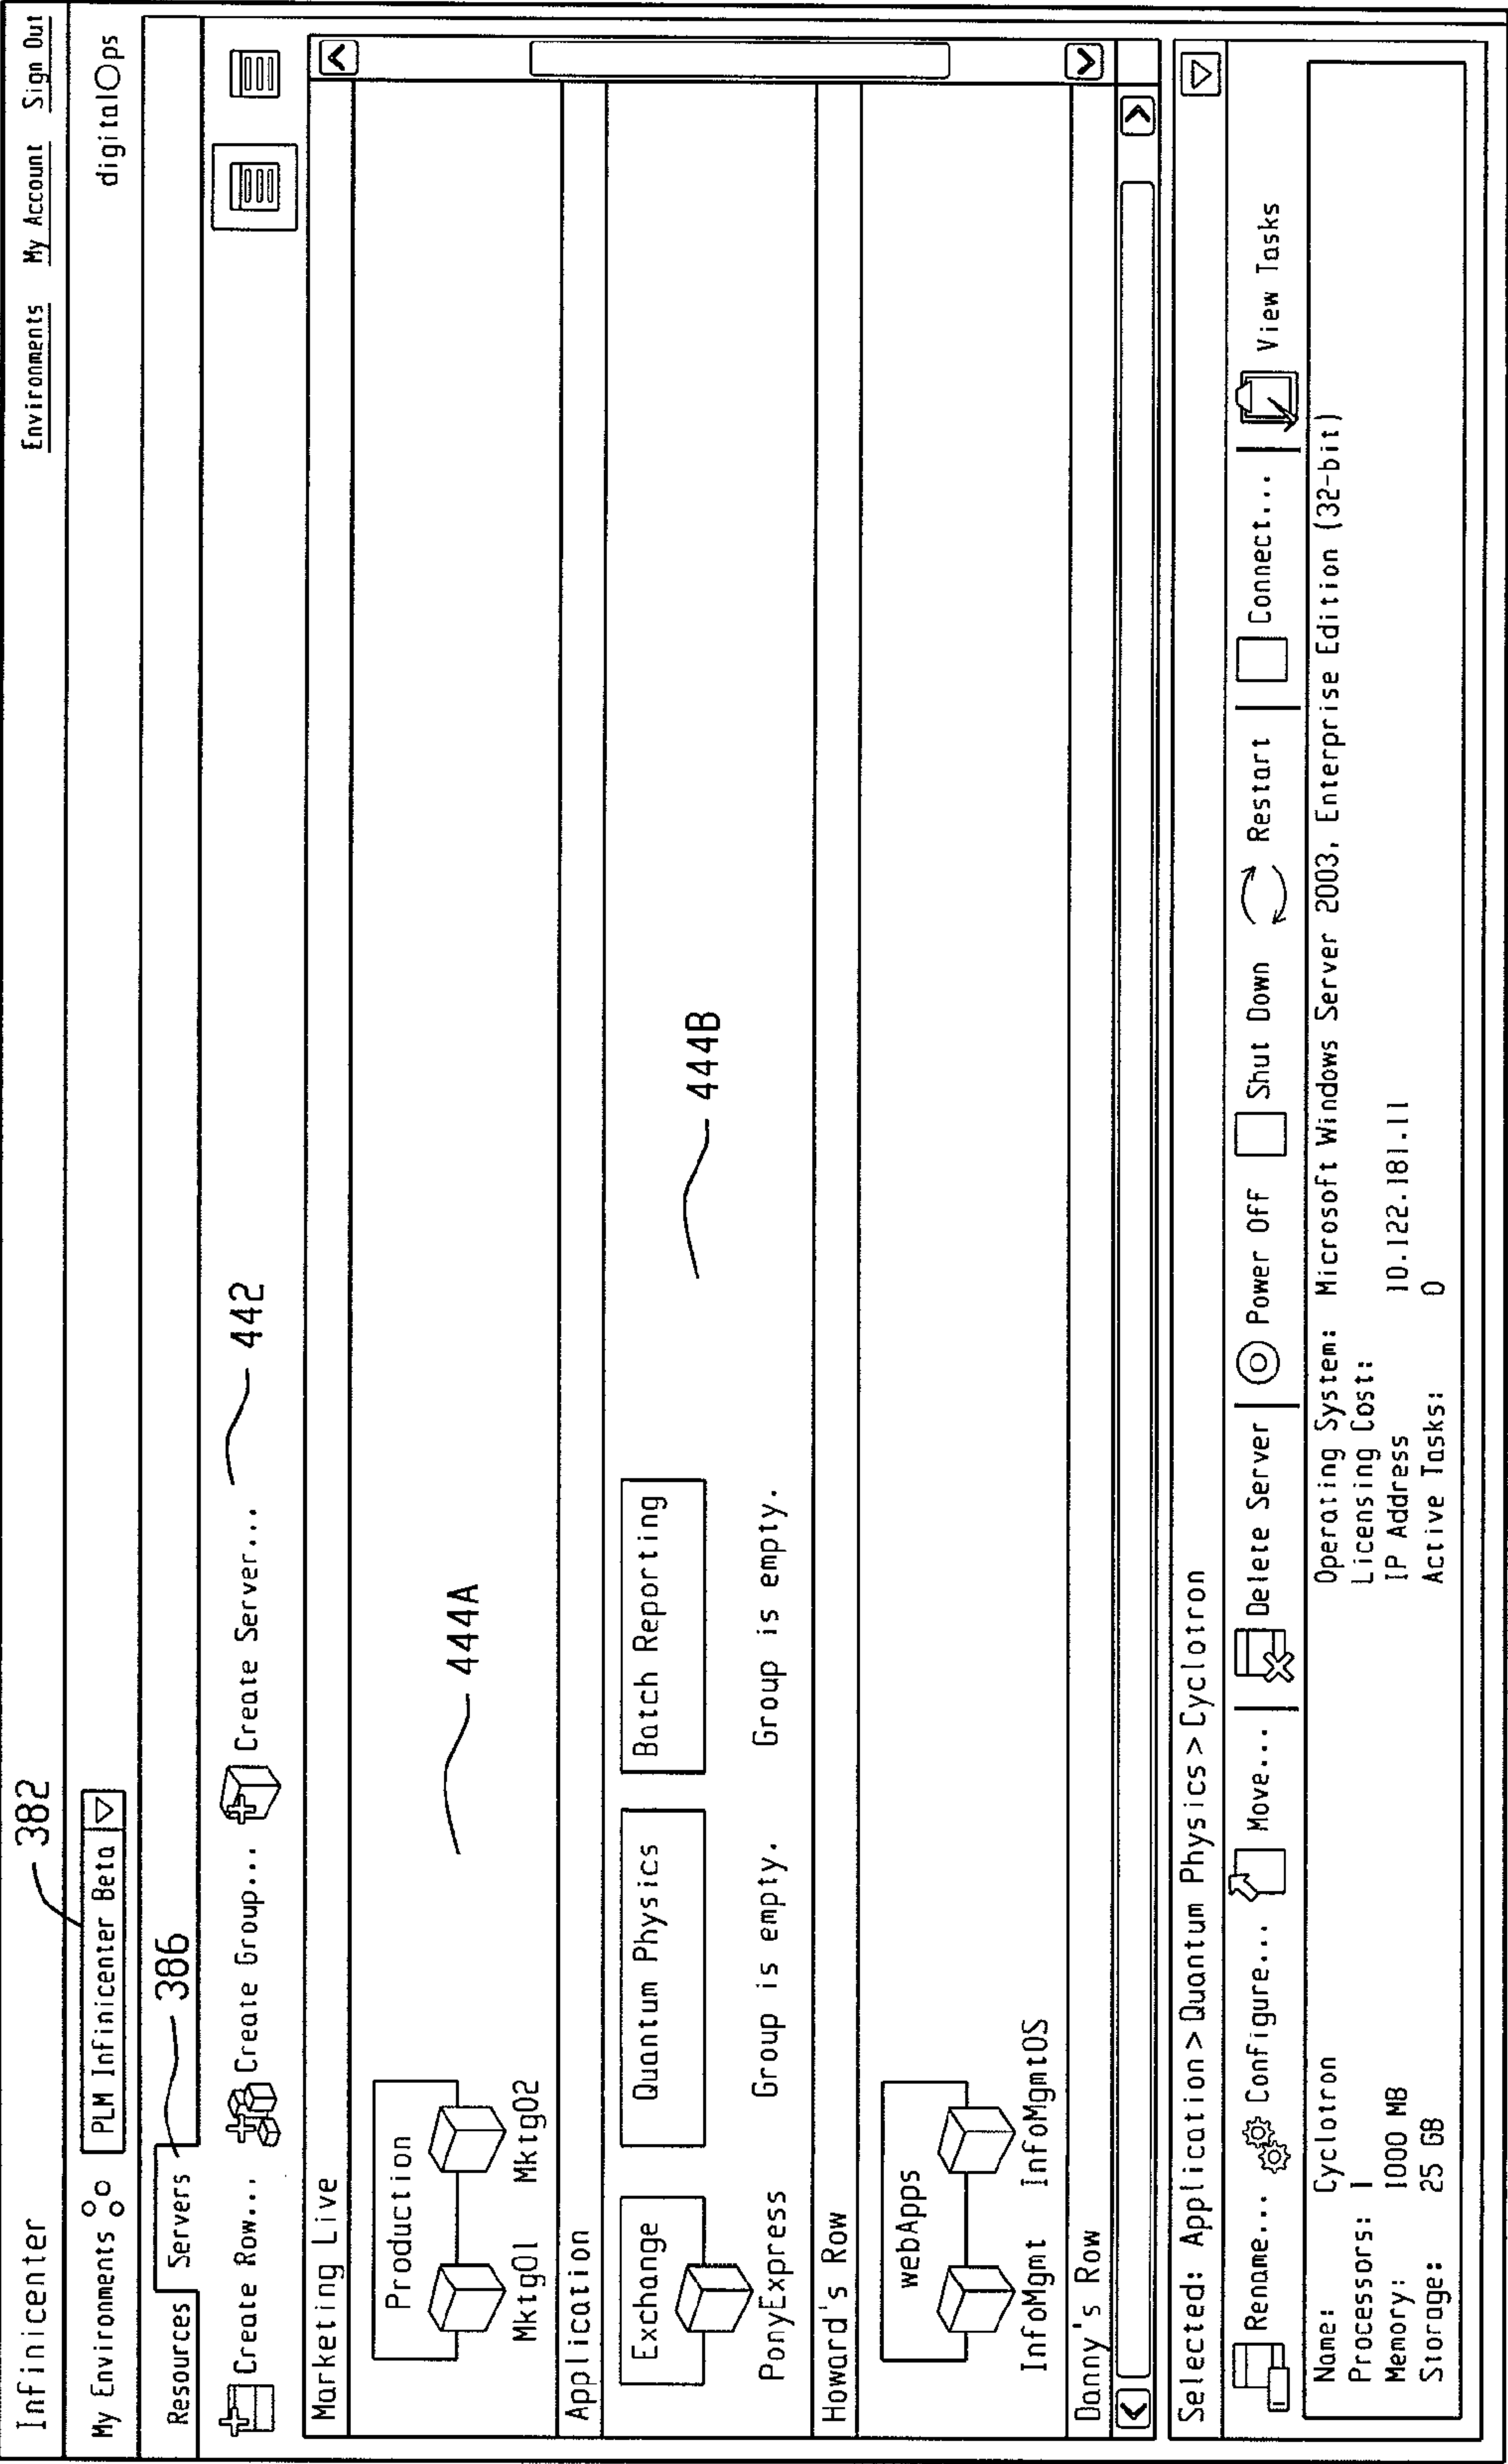 Infinicenter
382
Environments My Account Sign Out
My Environments PLM Infinicenter Beta
digitalOps
Resources Servers
386
Create Row... Create Group... Create Server...
442
Marketing Live
Production
Mktg01 Mktg02
444A
Application
Exchange Quantum Physics Batch Reporting
PonyExpress Group is empty. Group is empty.
444B
Howard's Row
webApps
InfoMgmt InfoMgmtOS
Danny's Row
Selected: Application>Quantum Physics>Cyclotron
Rename... Configure... Move... Delete Server Power Off Shut Down Restart Connect... View Tasks
Name: Cyclotron Operating System: Microsoft Windows Server 2003, Enterprise Edition (32-bit)
Processors: 1 Licensing Cost:
Memory: 1000 MB IP Address 10.122.181.11
Storage: 25 GB Active Tasks: 0